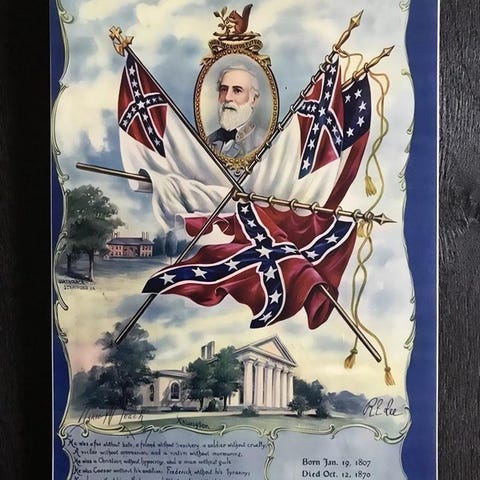 STRATFORD VA
Arlington
R E Lee
He was a foe without hate, a friend without treachery, a soldier without cruelty,
A victor without oppression, and a victim without murmuring.
He was a Christian without hypocrisy, and a man without guile
He was Caesar without his ambition; Frederick without his Tyranny;
Born Jan. 19, 1807
Died Oct. 12, 1870